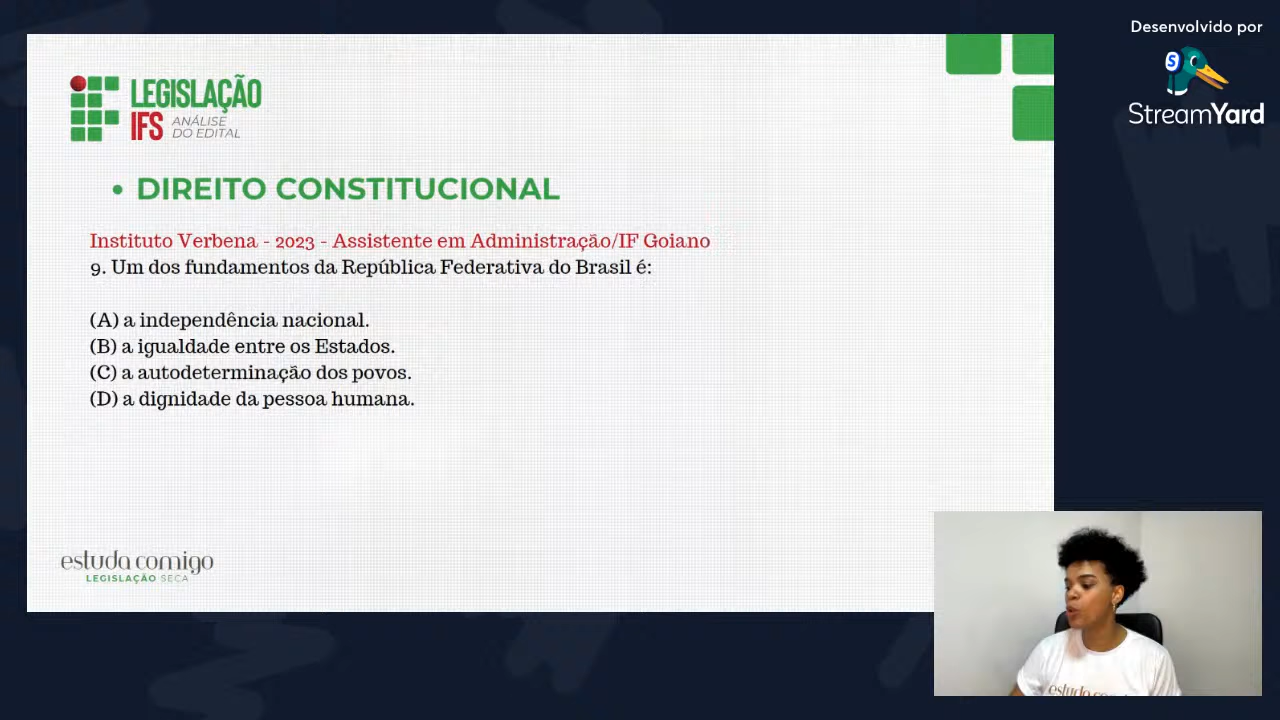 Desenvolvido por
StreamYard
LEGISLAÇÃO
IFS ANÁLISE
DO EDITAL
• DIREITO CONSTITUCIONAL
Instituto Verbena - 2023 - Assistente em Administração/IF Goiano
9. Um dos fundamentos da República Federativa do Brasil é:
(A) a independência nacional.
(B) a igualdade entre os Estados.
(C) a autodeterminação dos povos.
(D) a dignidade da pessoa humana.
estuda comigo
LEGISLAÇÃO SECA
estuda comigo